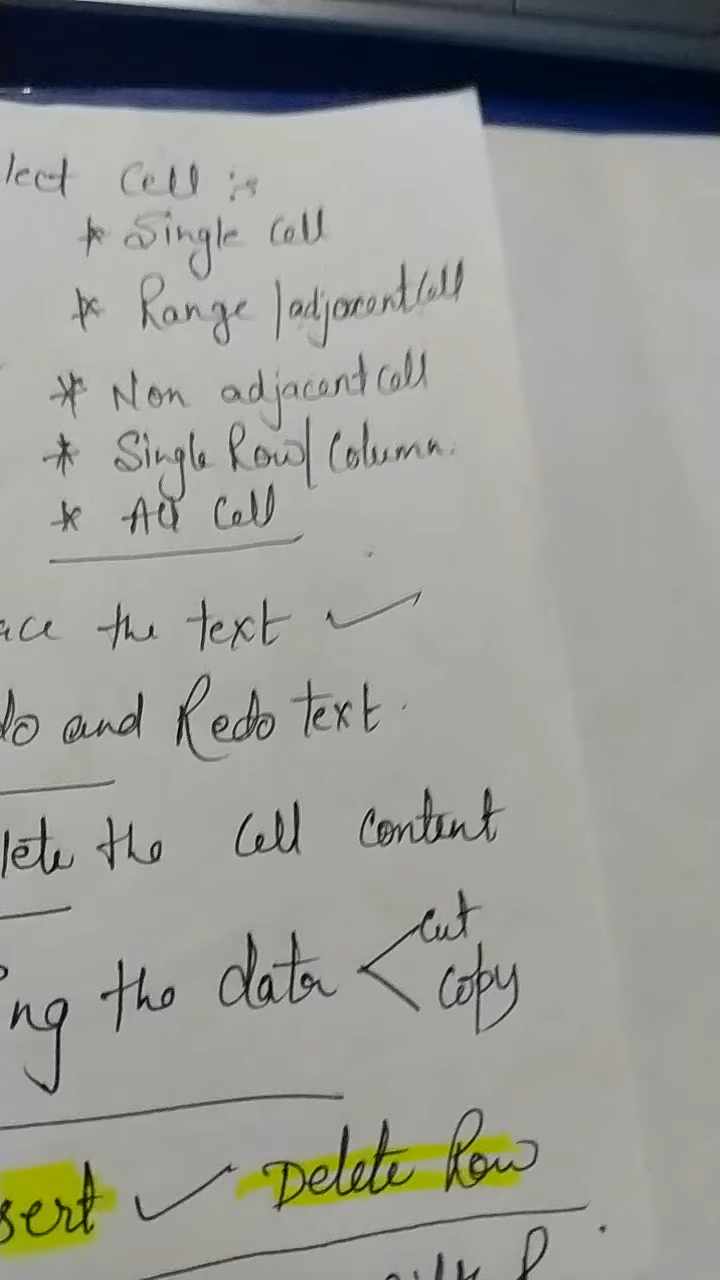 lect Cell :-
* Single Cell
* Range | adjacent Cell
* Non adjacent Cell
* Single Row | Column.
* All Cell
ace the text ✓
do and Redo text.
lete the Cell Content
ng the data < Cut
Copy
sert ✓ Delete Row